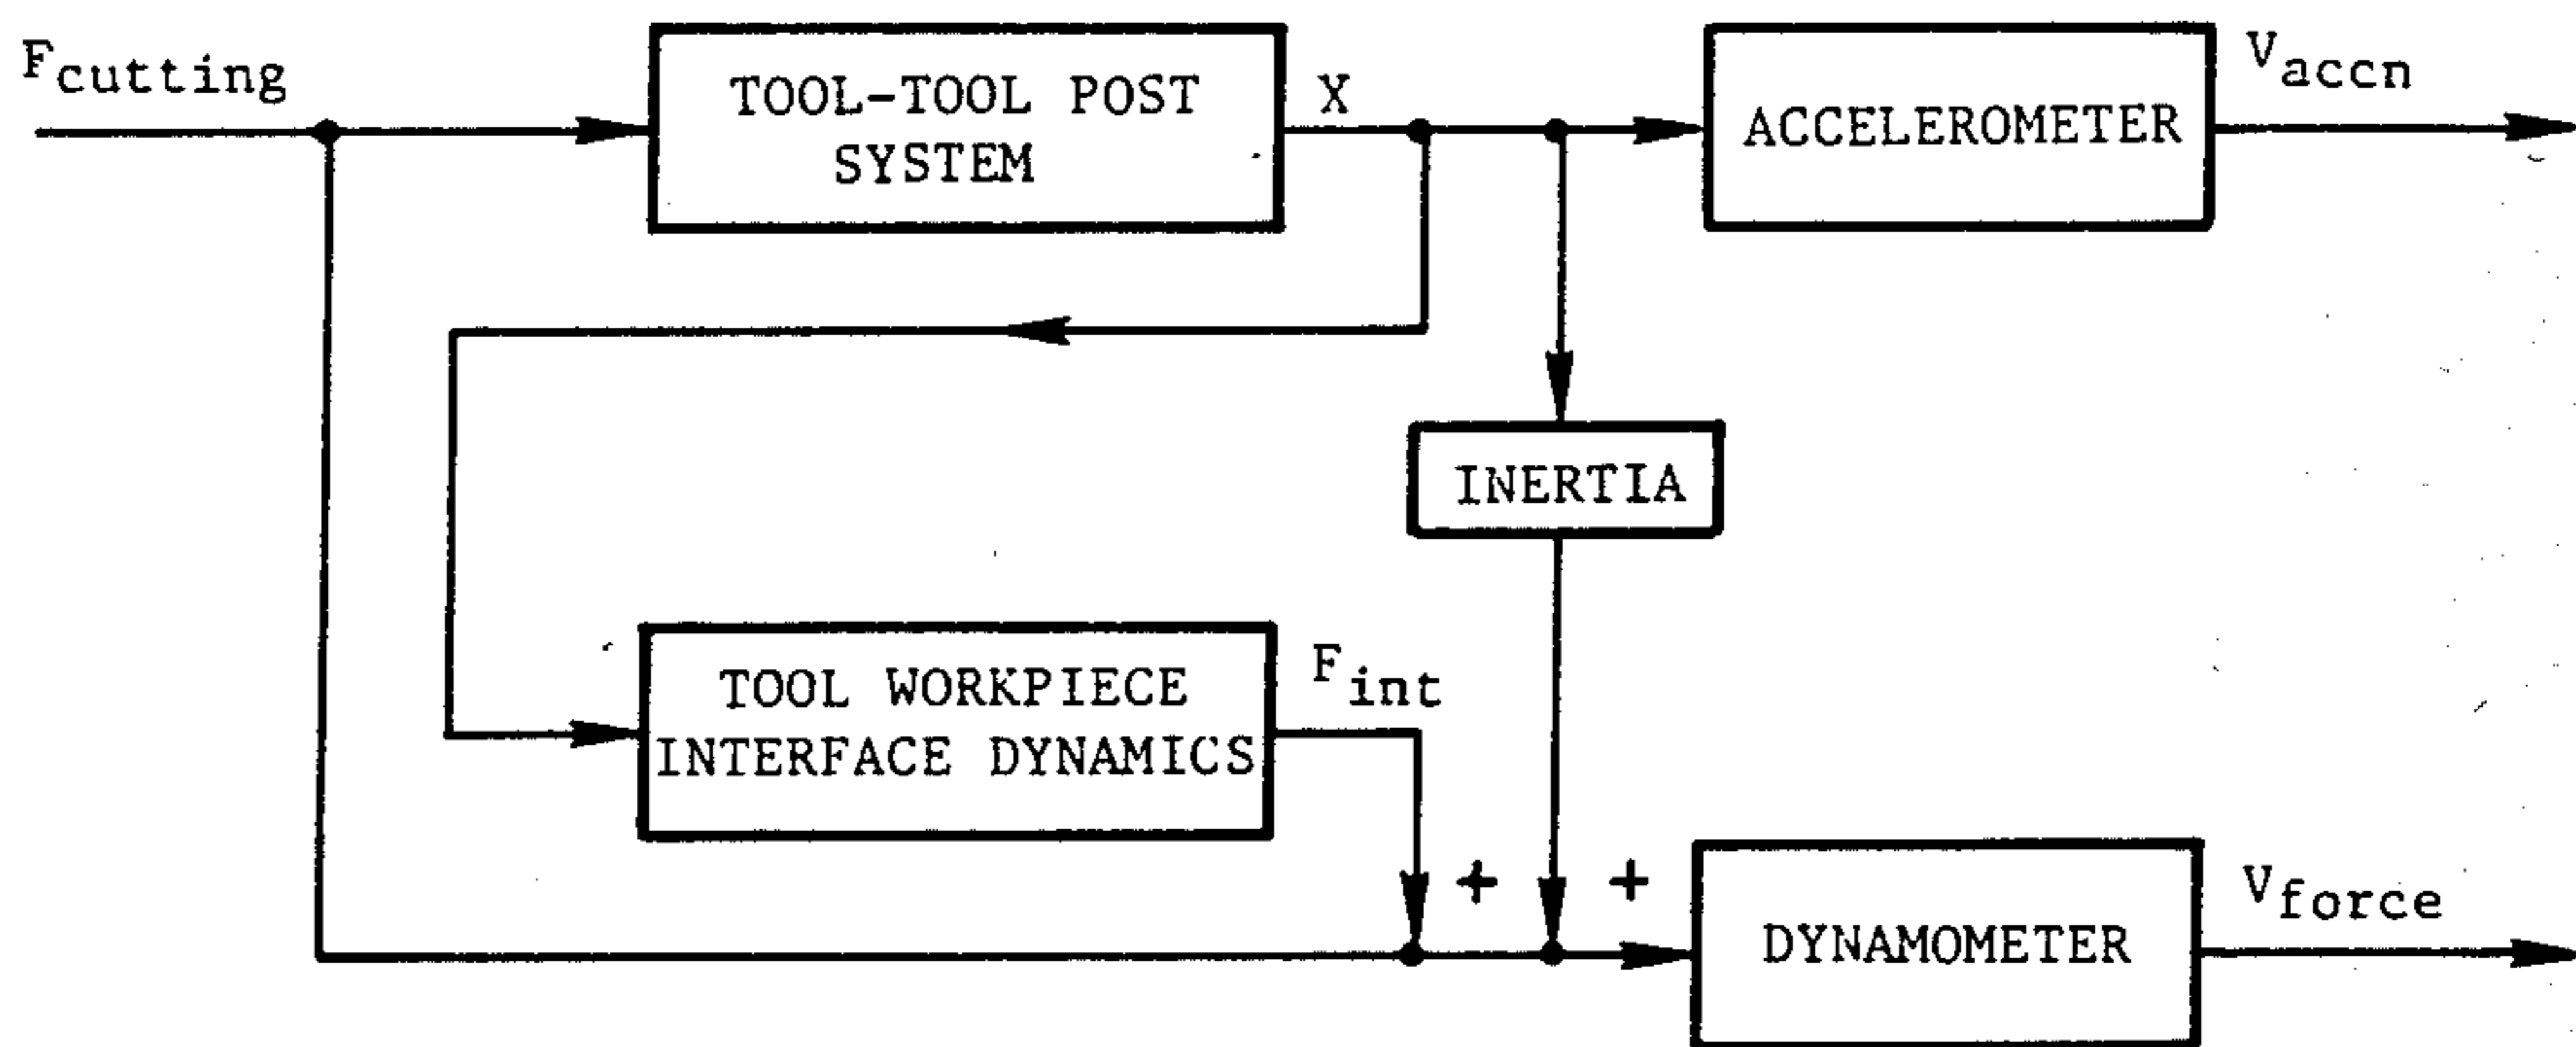 Fcutting
TOOL-TOOL POST
SYSTEM
X
ACCELEROMETER
Vaccn
INERTIA
TOOL WORKPIECE
INTERFACE DYNAMICS
Fint
+
+
DYNAMOMETER
Vforce